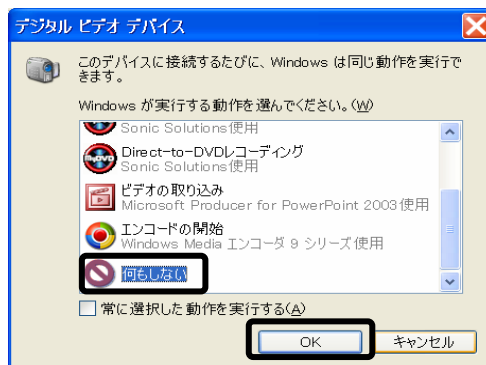 デジタル ビデオ デバイス
このデバイスに接続するたびに、Windows は同じ動作を実行で
きます。
Windows が実行する動作を選んでください。(W)
Sonic Solutions使用
Direct-to-DVDレコーディング
Sonic Solutions使用
ビデオの取り込み
Microsoft Producer for PowerPoint 2003使用
エンコードの開始
Windows Media エンコーダ 9 シリーズ使用
何もしない
常に選択した動作を実行する(A)
OK
キャンセル